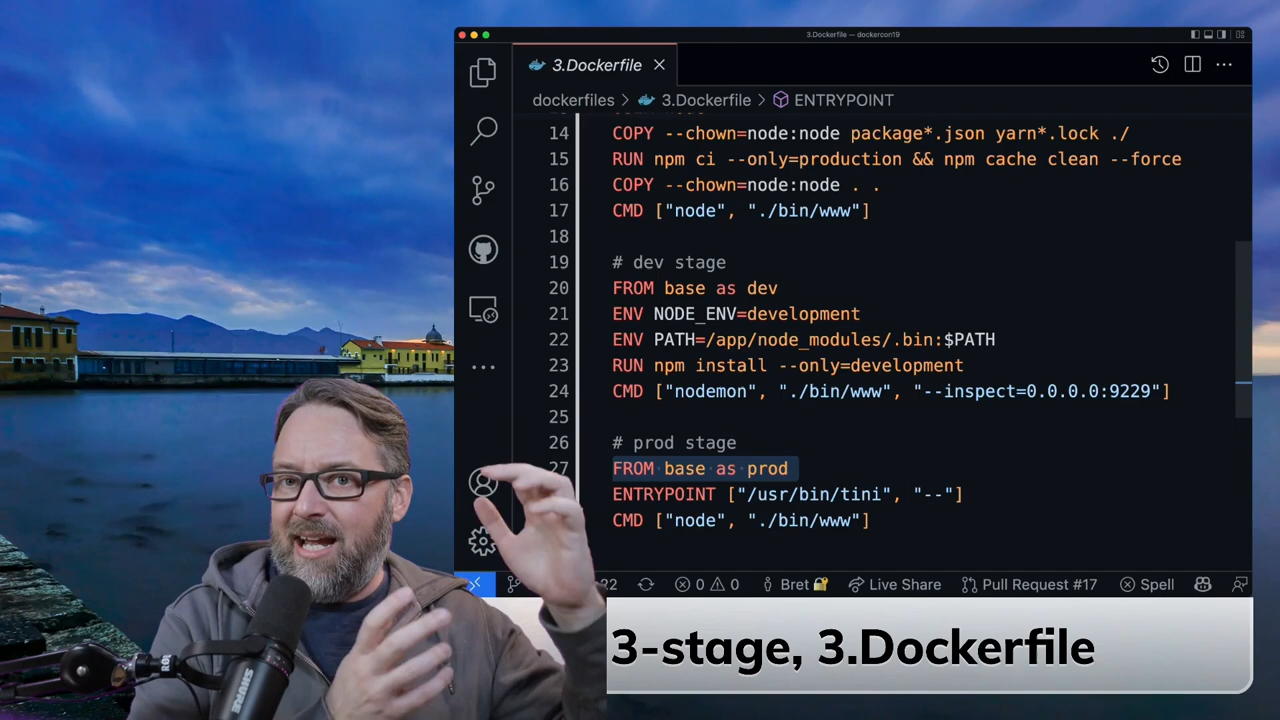 3.Dockerfile — dockercon19
3.Dockerfile
dockerfiles > 3.Dockerfile > ENTRYPOINT
14 COPY --chown=node:node package*.json yarn*.lock ./
15 RUN npm ci --only=production && npm cache clean --force
16 COPY --chown=node:node . .
17 CMD ["node", "./bin/www"]
18
19 # dev stage
20 FROM base as dev
21 ENV NODE_ENV=development
22 ENV PATH=/app/node_modules/.bin:$PATH
23 RUN npm install --only=development
24 CMD ["nodemon", "./bin/www", "--inspect=0.0.0.0:9229"]
25
26 # prod stage
27 FROM base as prod
ENTRYPOINT ["/usr/bin/tini", "--"]
CMD ["node", "./bin/www"]
0 0 Bret Live Share Pull Request #17 Spell
3-stage, 3.Dockerfile
SHURE